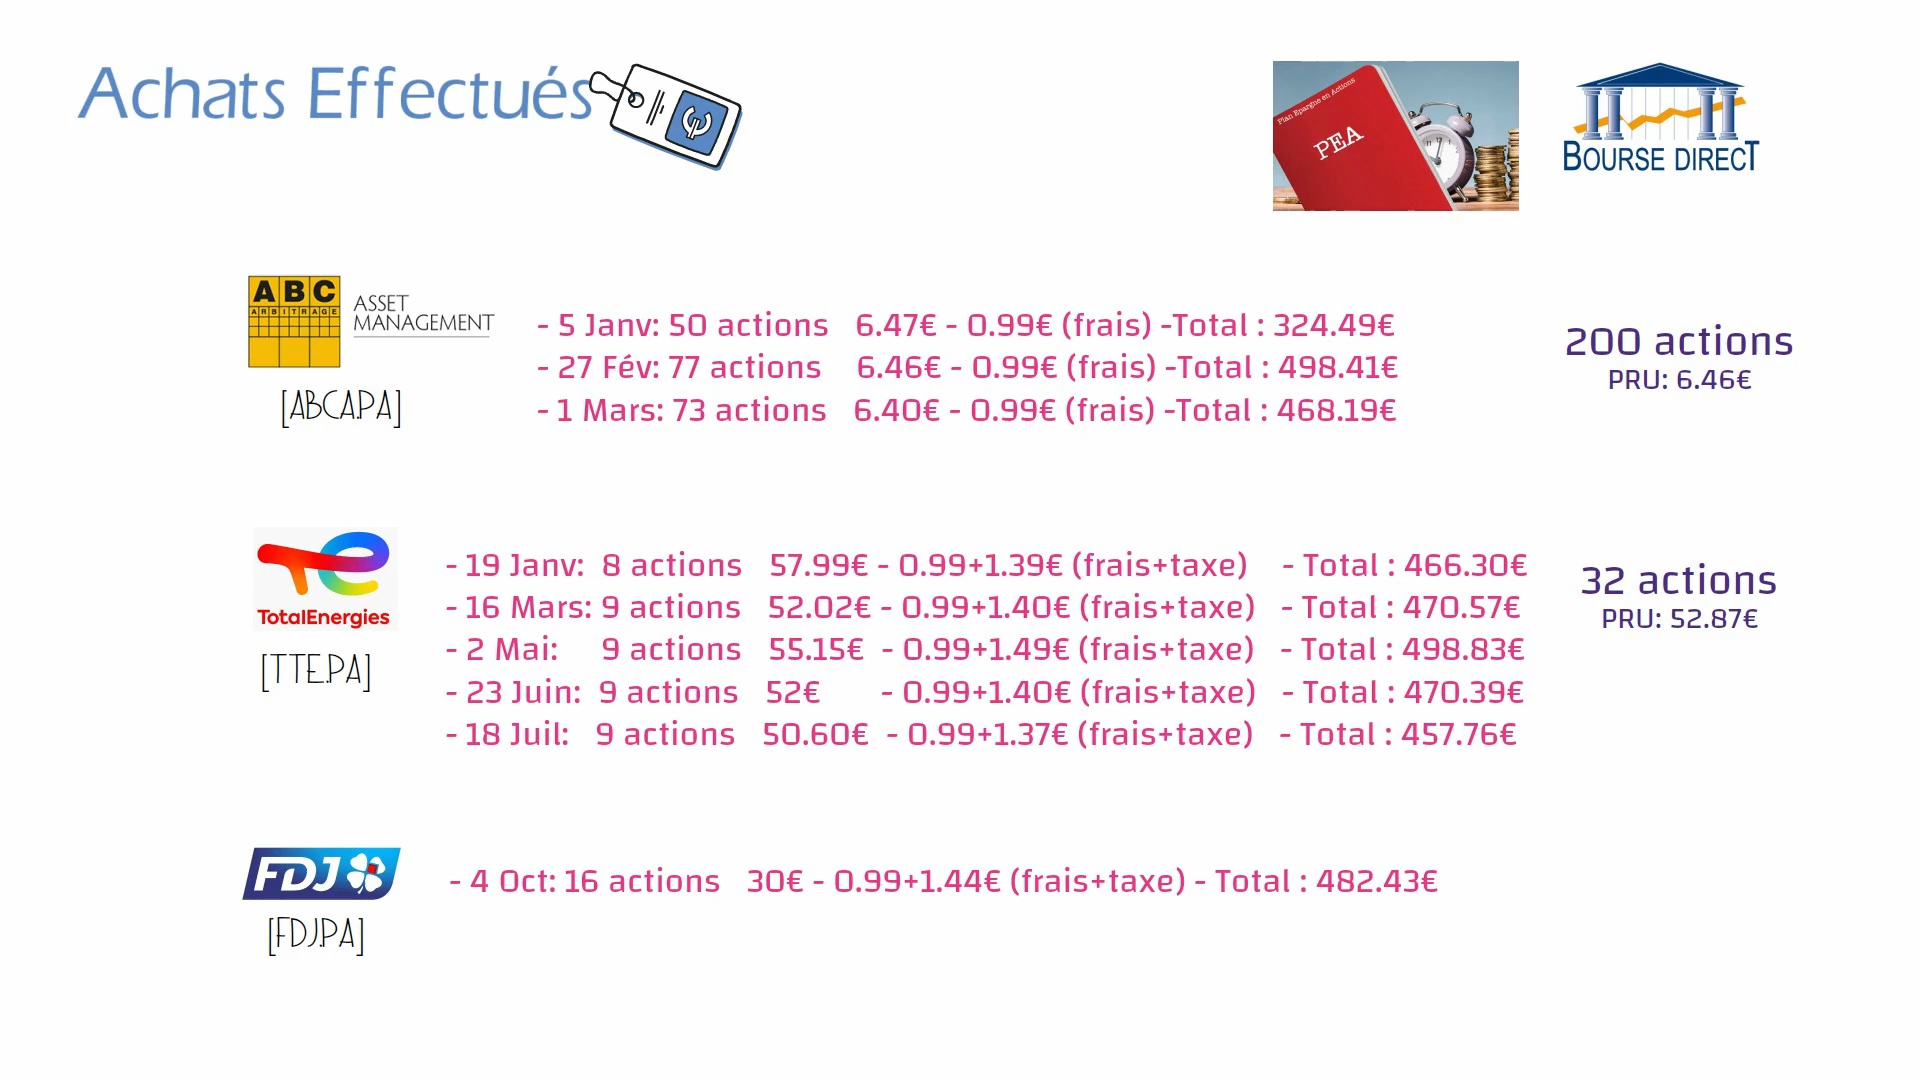 Achats Effectués
Plan Epargne en Actions
PEA
BOURSE DIRECT
ABC
ARBITRAGE
ASSET
MANAGEMENT
[ABCA.PA]
- 5 Janv: 50 actions 6.47€ - 0.99€ (frais) -Total : 324.49€
- 27 Fév: 77 actions 6.46€ - 0.99€ (frais) -Total : 498.41€
- 1 Mars: 73 actions 6.40€ - 0.99€ (frais) -Total : 468.19€
200 actions
PRU: 6.46€
TotalEnergies
[TTE.PA]
- 19 Janv: 8 actions 57.99€ - 0.99+1.39€ (frais+taxe) - Total : 466.30€
- 16 Mars: 9 actions 52.02€ - 0.99+1.40€ (frais+taxe) - Total : 470.57€
- 2 Mai: 9 actions 55.15€ - 0.99+1.49€ (frais+taxe) - Total : 498.83€
- 23 Juin: 9 actions 52€ - 0.99+1.40€ (frais+taxe) - Total : 470.39€
- 18 Juil: 9 actions 50.60€ - 0.99+1.37€ (frais+taxe) - Total : 457.76€
32 actions
PRU: 52.87€
FDJ
[FDJ.PA]
- 4 Oct: 16 actions 30€ - 0.99+1.44€ (frais+taxe) - Total : 482.43€